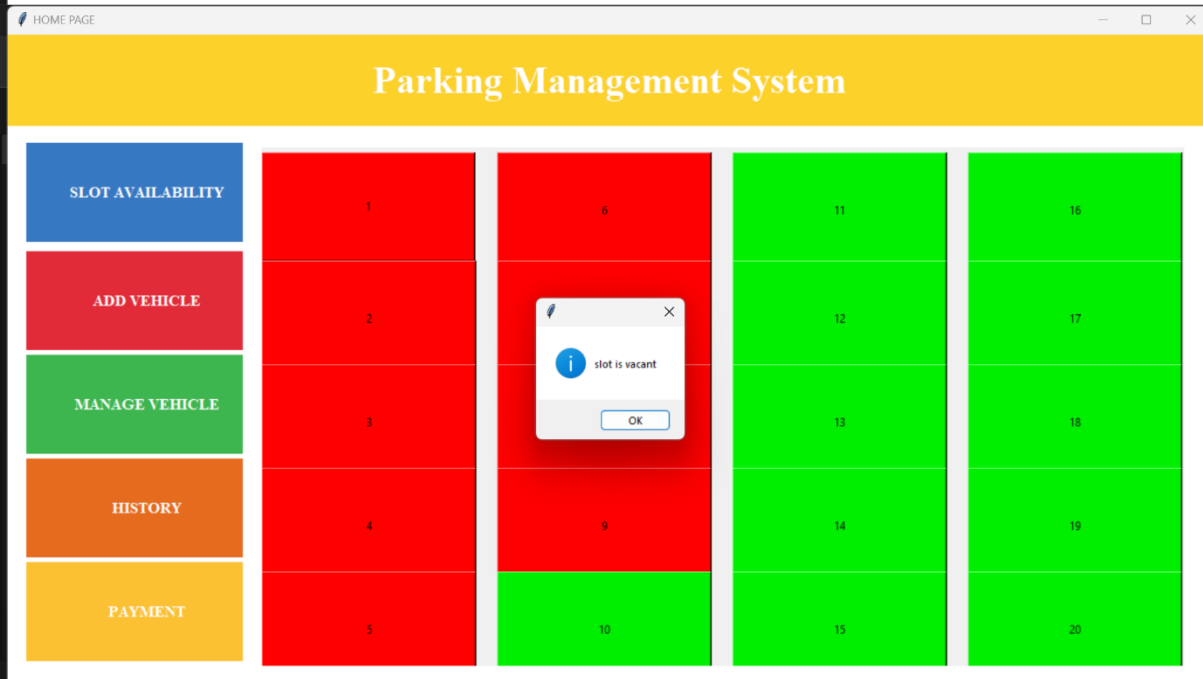 HOME PAGE
Parking Management System
SLOT AVAILABILITY
ADD VEHICLE
MANAGE VEHICLE
HISTORY
PAYMENT
1
2
3
4
5
6
9
10
11
12
13
14
15
16
17
18
19
20
slot is vacant
OK